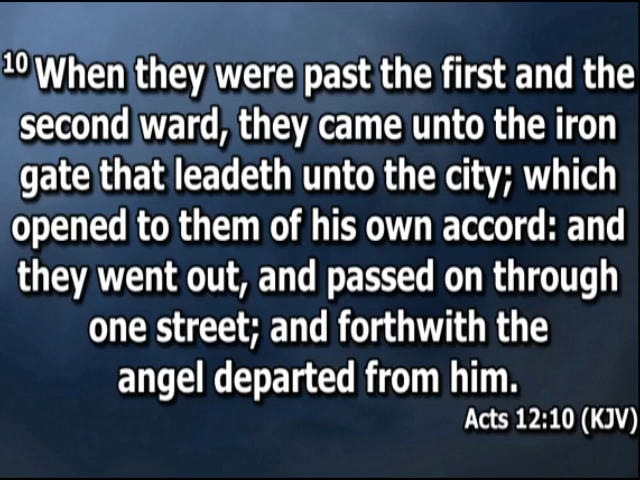 10 When they were past the first and the
second ward, they came unto the iron
gate that leadeth unto the city; which
opened to them of his own accord: and
they went out, and passed on through
one street; and forthwith the
angel departed from him.
Acts 12:10 (KJV)